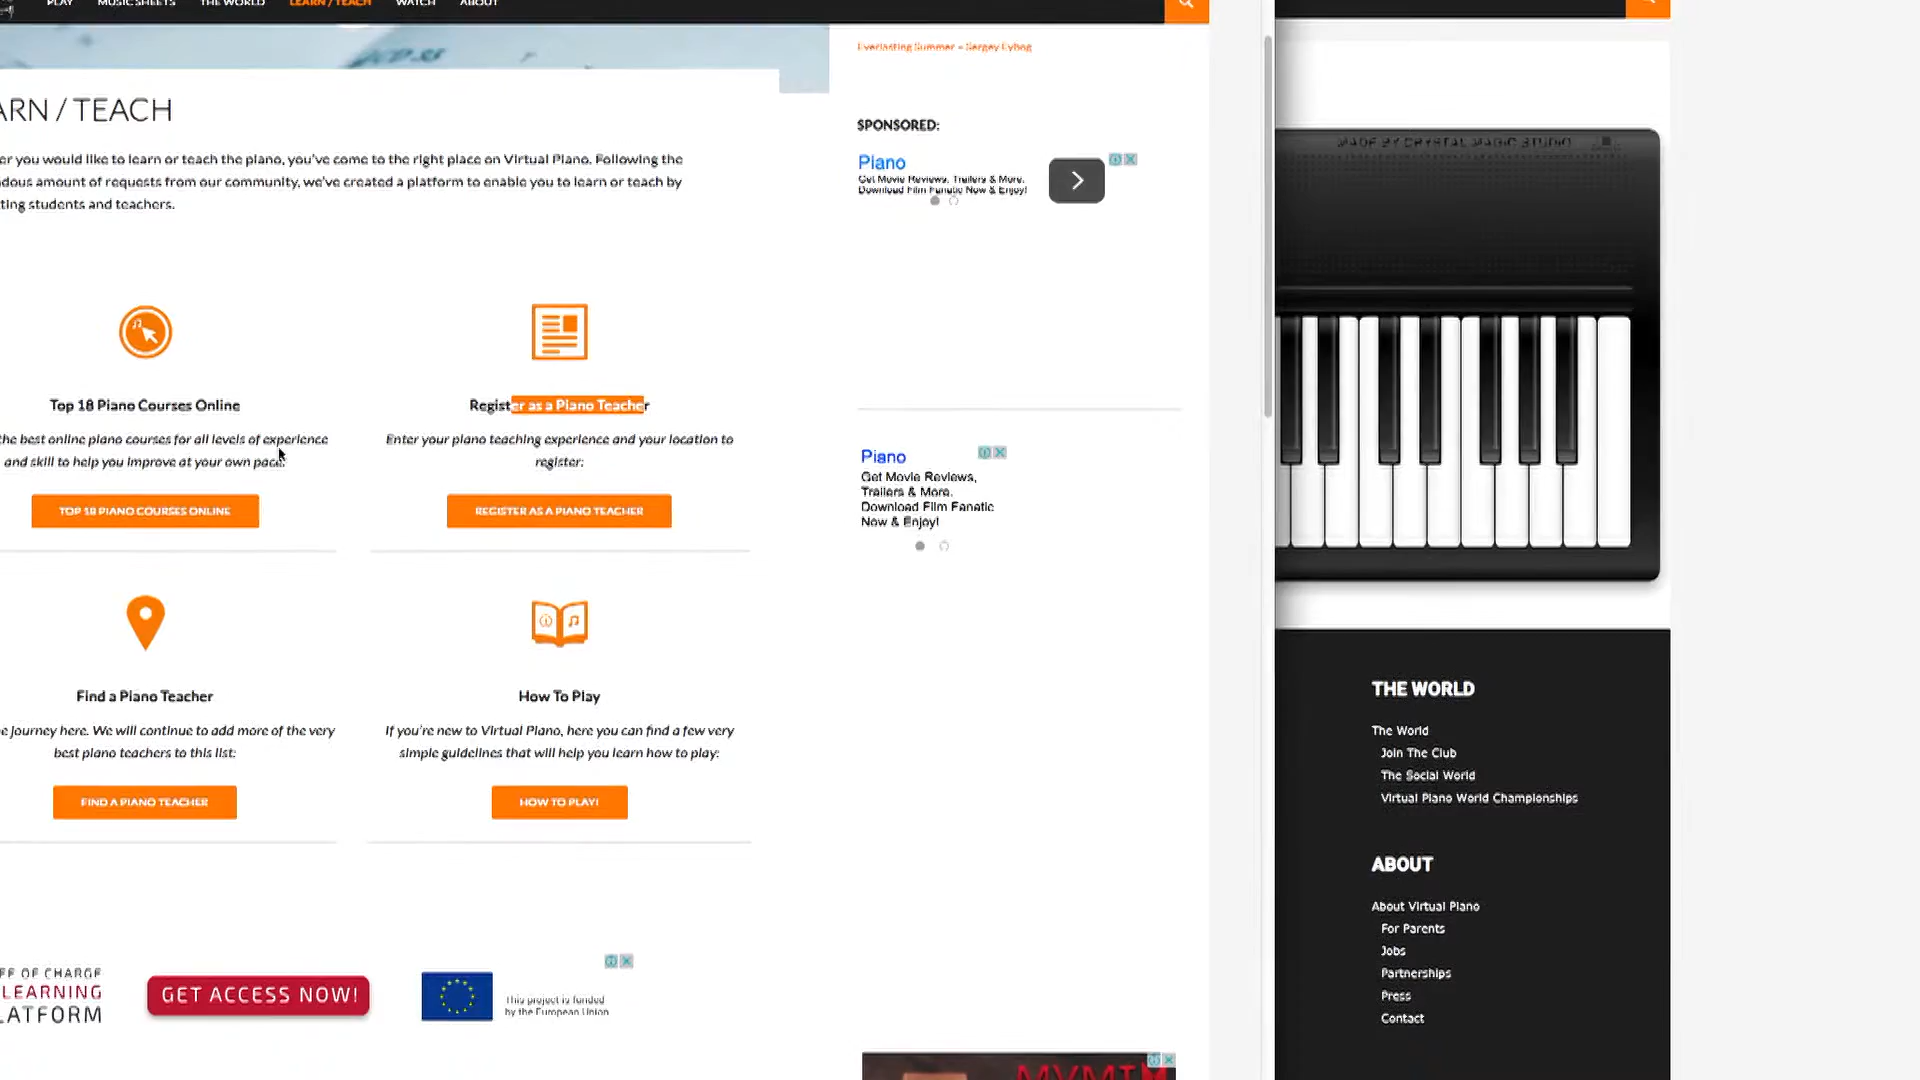 PLAY MUSIC SHEETS THE WORLD LEARN / TEACH WATCH ABOUT
Everlasting Summer – Sergey Eybog
ARN / TEACH
er you would like to learn or teach the piano, you've come to the right place on Virtual Piano. Following the
dous amount of requests from our community, we've created a platform to enable you to learn or teach by
ting students and teachers.
SPONSORED:
Piano
Get Movie Reviews, Trailers & More.
Download Film Fanatic Now & Enjoy!
Top 18 Piano Courses Online
the best online piano courses for all levels of experience
and skill to help you improve at your own pace:
TOP 18 PIANO COURSES ONLINE
Register as a Piano Teacher
Enter your piano teaching experience and your location to
register:
REGISTER AS A PIANO TEACHER
Piano
Get Movie Reviews,
Trailers & More.
Download Film Fanatic
Now & Enjoy!
Find a Piano Teacher
e journey here. We will continue to add more of the very
best piano teachers to this list:
FIND A PIANO TEACHER
How To Play
If you're new to Virtual Piano, here you can find a few very
simple guidelines that will help you learn how to play:
HOW TO PLAY!
EE OF CHARGE
LEARNING
LATFORM
GET ACCESS NOW!
This project is funded
by the European Union
MADE BY CRYSTAL MAGIC STUDIO
THE WORLD
The World
Join The Club
The Social World
Virtual Piano World Championships
ABOUT
About Virtual Piano
For Parents
Jobs
Partnerships
Press
Contact